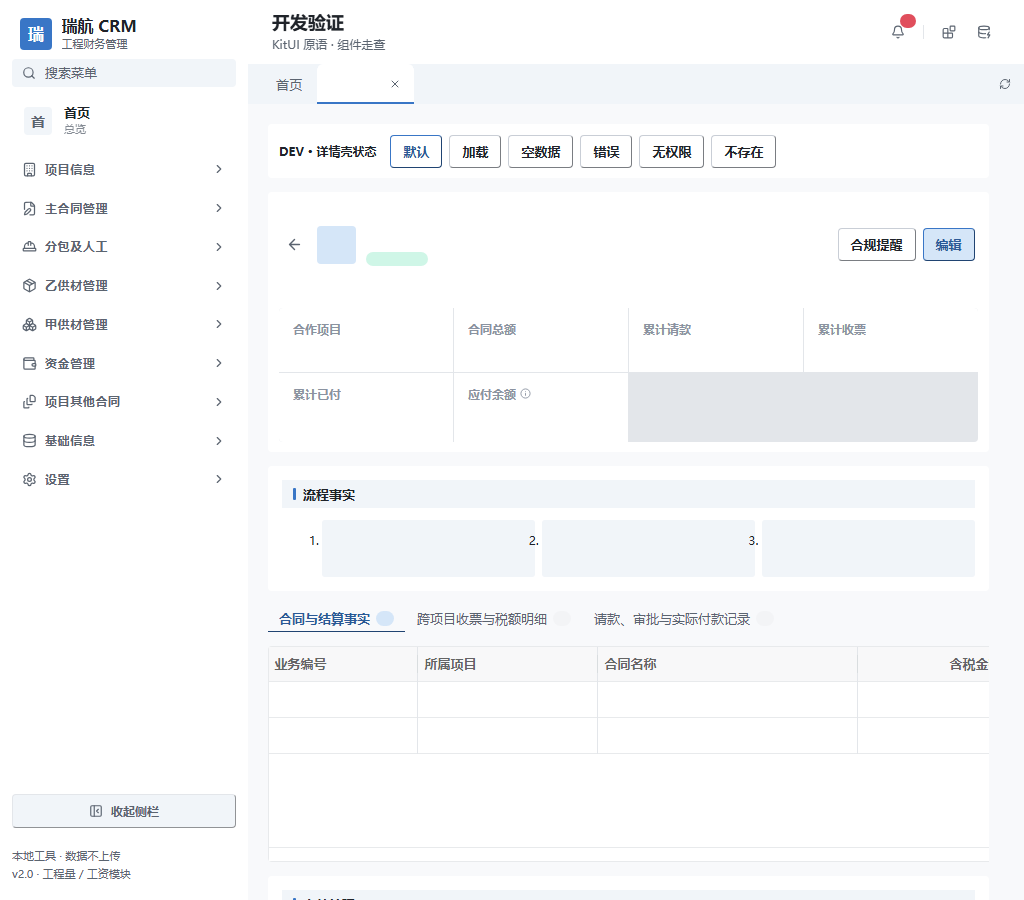 瑞
瑞航 CRM
工程财务管理
搜索菜单
首
首页
总览
项目信息
主合同管理
分包及人工
乙供材管理
甲供材管理
资金管理
项目其他合同
基础信息
设置
收起侧栏
本地工具 · 数据不上传
v2.0 · 工程量 / 工资模块
开发验证
KitUI 原语 · 组件走查
首页
DEV · 详情壳状态
默认
加载
空数据
错误
无权限
不存在
合规提醒
编辑
合作项目
合同总额
累计请款
累计收票
累计已付
应付余额
流程事实
1.
2.
3.
合同与结算事实
跨项目收票与税额明细
请款、审批与实际付款记录
业务编号
所属项目
合同名称
含税金